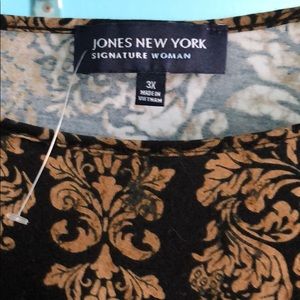 JONES NEW YORK
SIGNATURE WOMAN
3X
MADE IN
VIETNAM